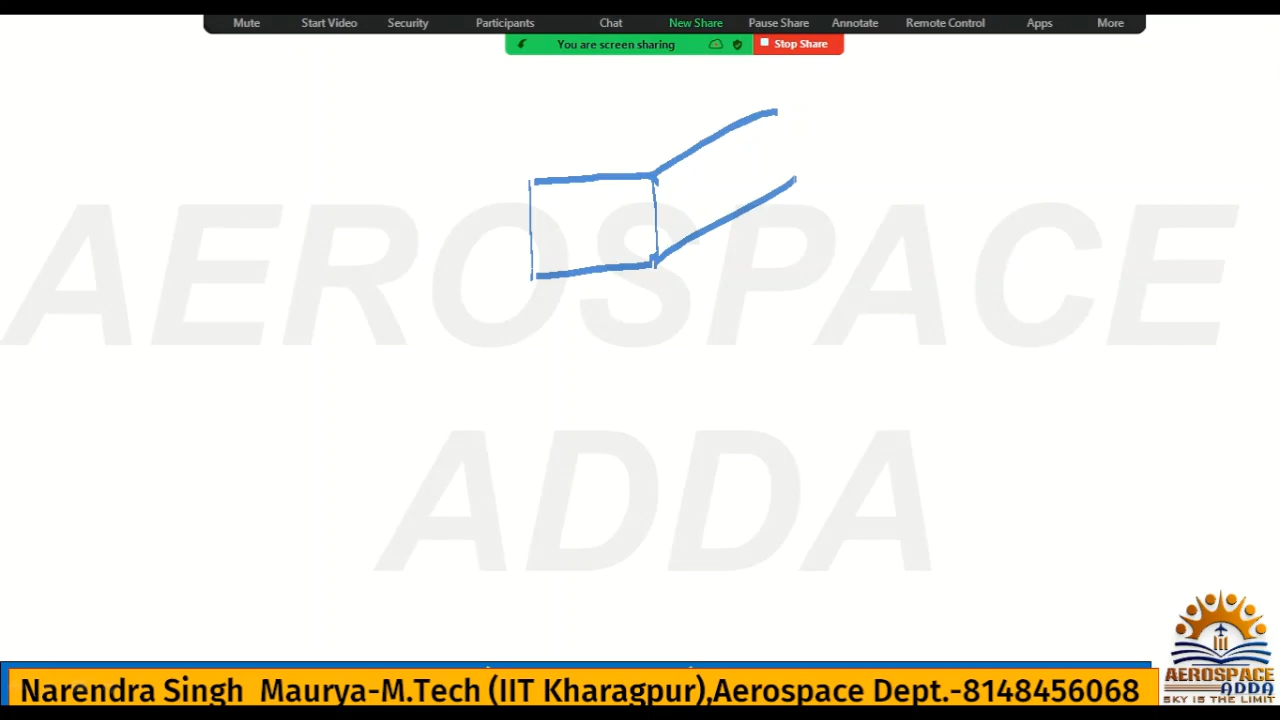 Mute Start Video Security Participants Chat New Share Pause Share Annotate Remote Control Apps More
You are screen sharing Stop Share
AEROSPACE
ADDA
AEROSPACE
ADDA
SKY IS THE LIMIT
Narendra Singh Maurya-M.Tech (IIT Kharagpur),Aerospace Dept.-8148456068